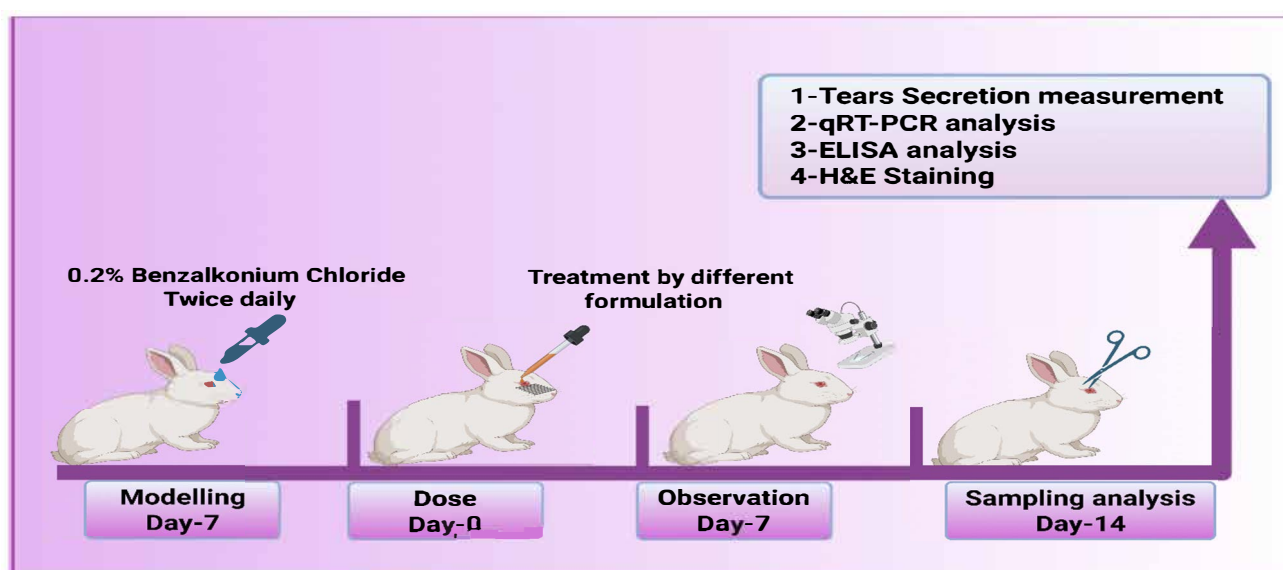 1-Tears Secretion measurement
2-qRT-PCR analysis
3-ELISA analysis
4-H&E Staining
0.2% Benzalkonium Chloride
Twice daily
Treatment by different
formulation
Modelling
Day-7
Dose
Day-0
Observation
Day-7
Sampling analysis
Day-14